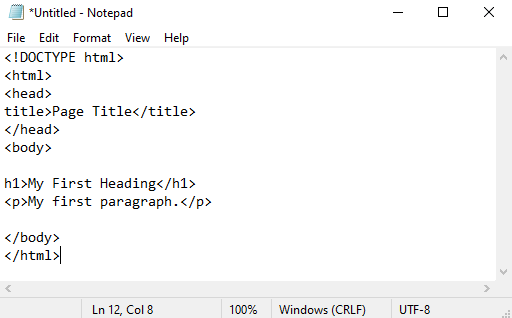 *Untitled - Notepad
File Edit Format View Help
<!DOCTYPE html>
<html>
<head>
title>Page Title</title>
</head>
<body>
h1>My First Heading</h1>
<p>My first paragraph.</p>
</body>
</html>
Ln 12, Col 8 100% Windows (CRLF) UTF-8